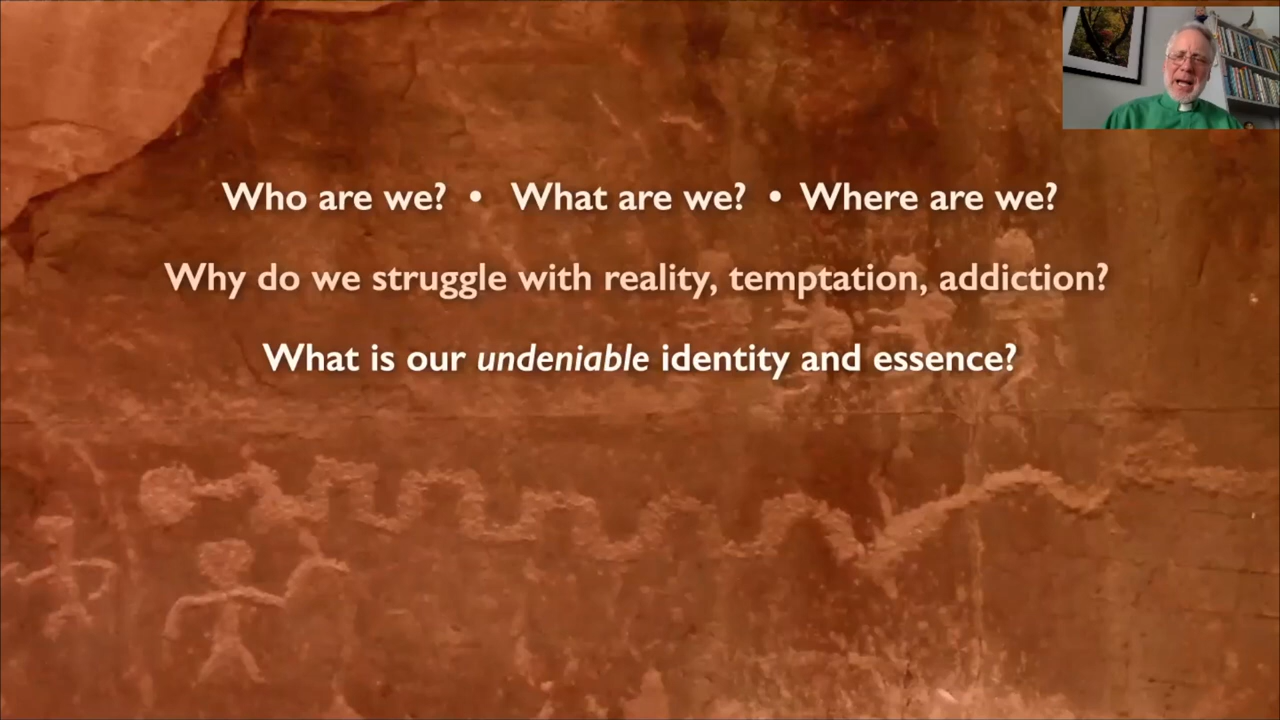 Who are we? • What are we? • Where are we?
Why do we struggle with reality, temptation, addiction?
What is our undeniable identity and essence?